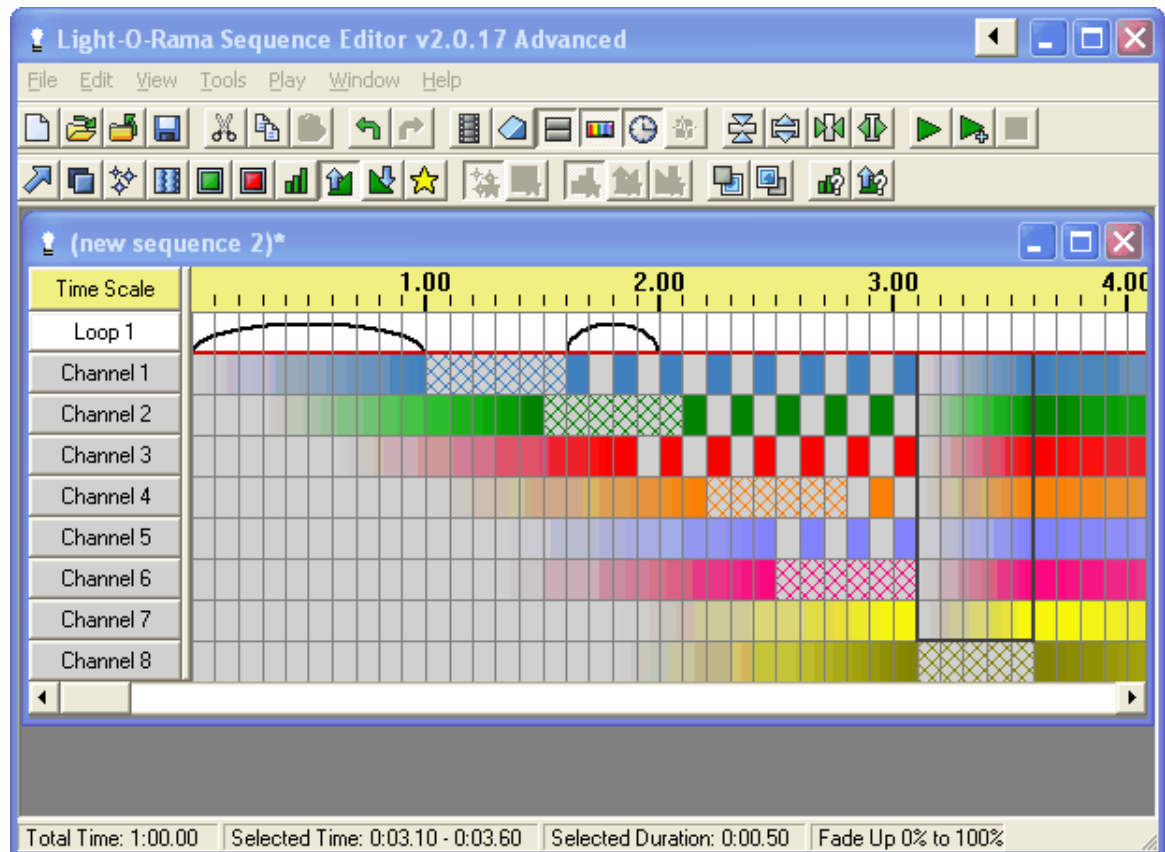 Light-O-Rama Sequence Editor v2.0.17 Advanced
File Edit View Tools Play Window Help
(new sequence 2)*
Time Scale 1.00 2.00 3.00 4.00
Loop 1
Channel 1
Channel 2
Channel 3
Channel 4
Channel 5
Channel 6
Channel 7
Channel 8
Total Time: 1:00.00 Selected Time: 0:03.10 - 0:03.60 Selected Duration: 0:00.50 Fade Up 0% to 100%